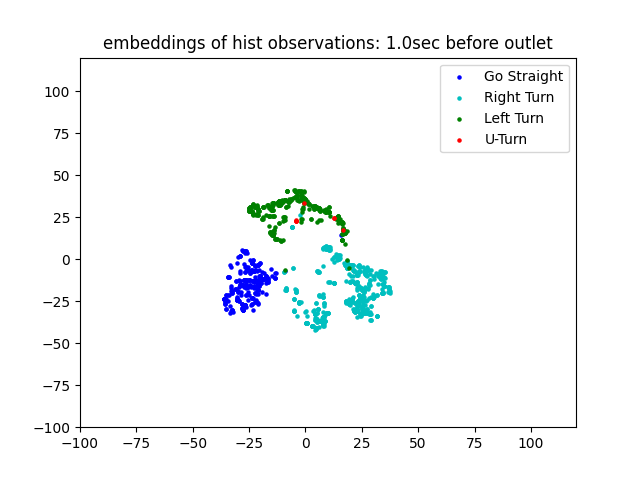 embeddings of hist observations: 1.0sec before outlet
Go Straight
Right Turn
Left Turn
U-Turn
100
75
50
25
0
−25
−50
−75
−100
−100 −75 −50 −25 0 25 50 75 100